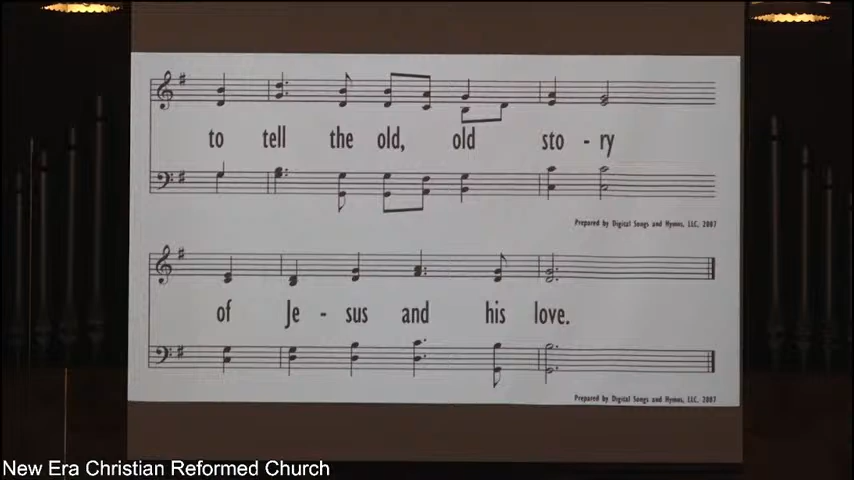 to tell the old, old sto - ry
Prepared by Digital Songs and Hymns, LLC. 2007
of Je - sus and his love.
Prepared by Digital Songs and Hymns, LLC. 2007
New Era Christian Reformed Church